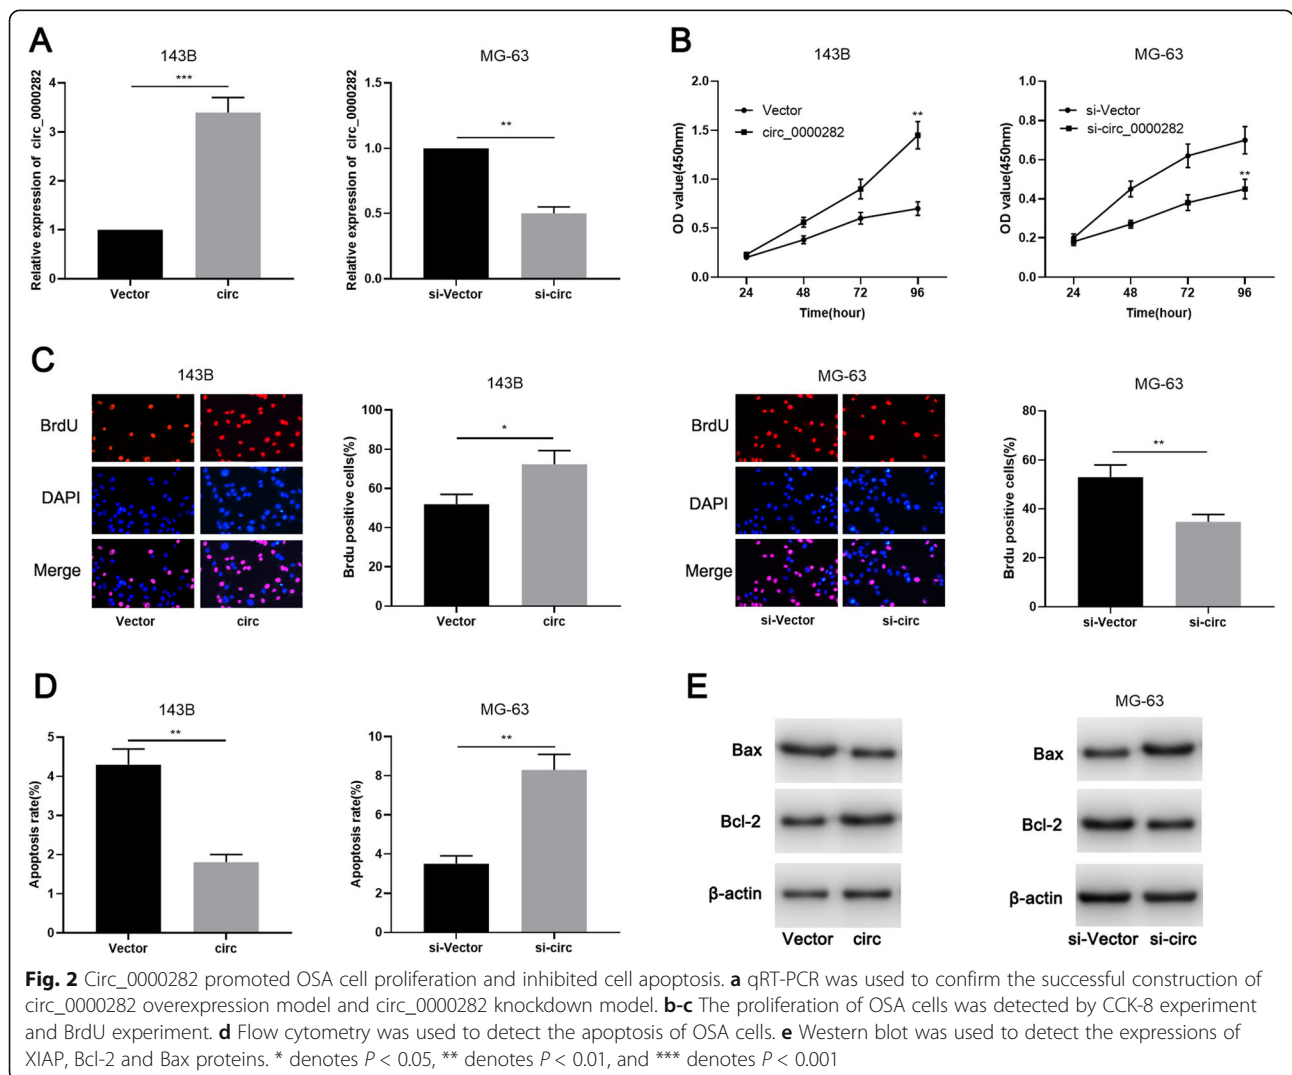 A
143B
Relative expression of circ_0000282
4
3
2
1
0
***
Vector
circ
MG-63
Relative expression of circ_0000282
1.5
1.0
0.5
0.0
**
si-Vector
si-circ
B
143B
OD value(450nm)
2.0
1.5
1.0
0.5
0.0
Vector
circ_0000282
**
24
48
72
96
Time(hour)
MG-63
OD value(450nm)
0.8
0.6
0.4
0.2
0.0
si-Vector
si-circ_0000282
**
24
48
72
96
Time(hour)
C
143B
BrdU
DAPI
Merge
Vector
circ
143B
Brdu positive cells(%)
100
80
60
40
20
0
*
Vector
circ
MG-63
BrdU
DAPI
Merge
si-Vector
si-circ
MG-63
Brdu positive cells(%)
80
60
40
20
0
**
si-Vector
si-circ
D
143B
Apoptosis rate(%)
5
4
3
2
1
0
**
Vector
circ
MG-63
Apoptosis rate(%)
10
8
6
4
2
0
**
si-Vector
si-circ
E
Bax
Bcl-2
β-actin
Vector
circ
MG-63
Bax
Bcl-2
β-actin
si-Vector
si-circ
Fig. 2 Circ_0000282 promoted OSA cell proliferation and inhibited cell apoptosis. a qRT-PCR was used to confirm the successful construction of
circ_0000282 overexpression model and circ_0000282 knockdown model. b-c The proliferation of OSA cells was detected by CCK-8 experiment
and BrdU experiment. d Flow cytometry was used to detect the apoptosis of OSA cells. e Western blot was used to detect the expressions of
XIAP, Bcl-2 and Bax proteins. * denotes P < 0.05, ** denotes P < 0.01, and *** denotes P < 0.001